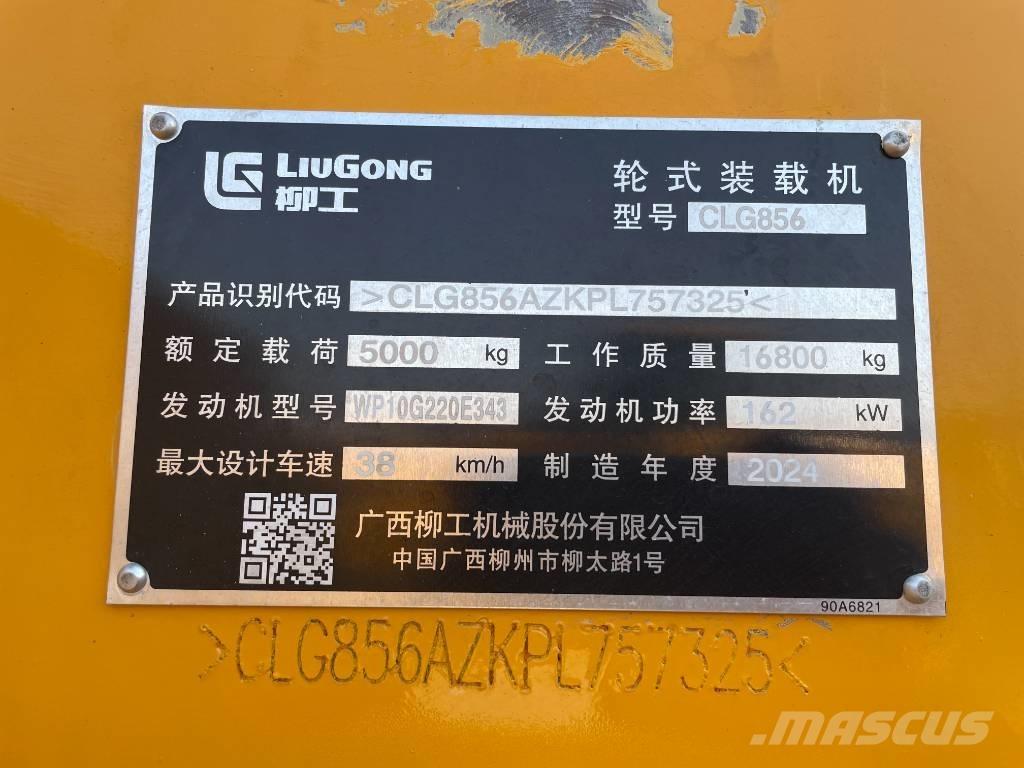 LG LIUGONG
柳工
轮式装载机
型号 CLG856
产品识别代码 >CLG856AZKPL757325<
额定载荷 5000 kg 工作质量 16800 kg
发动机型号 WP10G220E343 发动机功率 162 kW
最大设计车速 38 km/h 制造年度 2024
广西柳工机械股份有限公司
中国广西柳州市柳太路1号
90A6821
>CLG856AZKPL757325<
.MASCUS